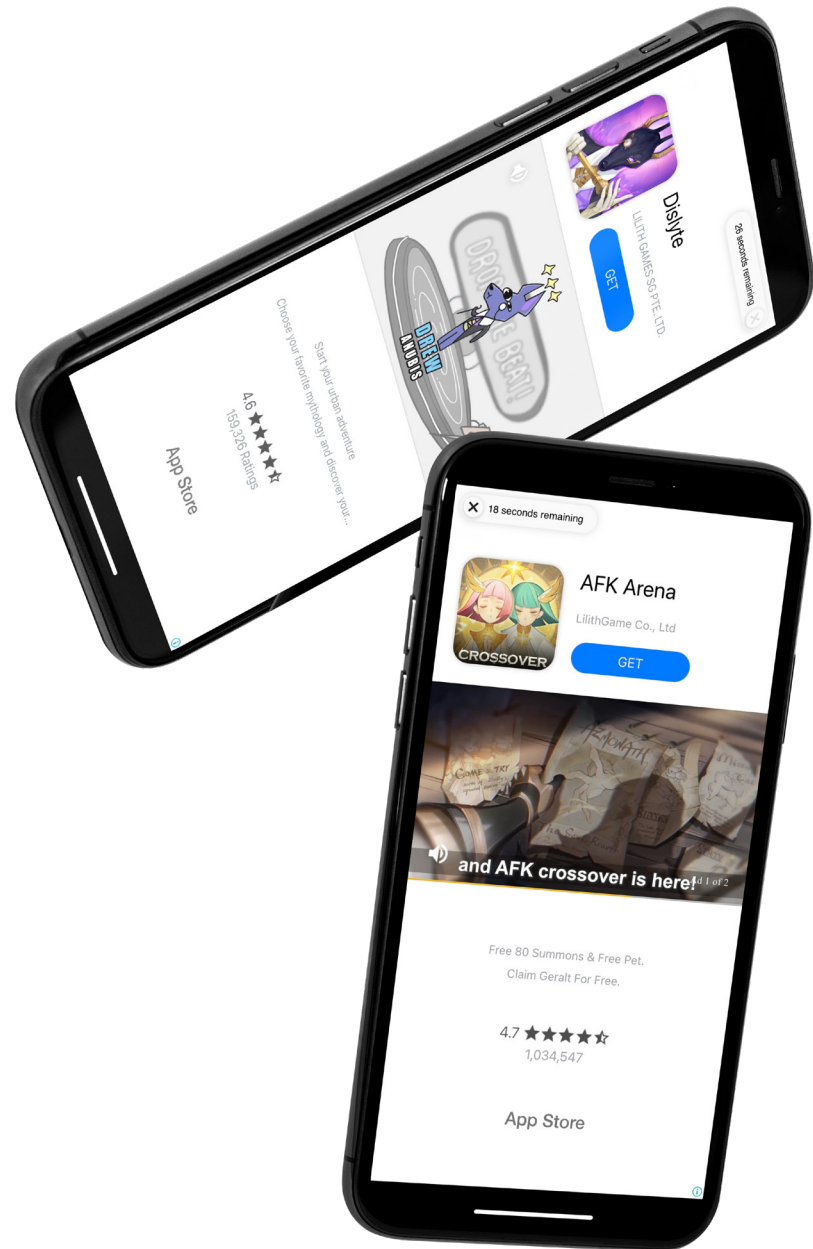 26 seconds remaining
Dislyte
LILITH GAMES SG PTE. LTD.
GET
DREW
ANUBIS
Start your urban adventure
Choose your favorite mythology and discover your...
4.6
159,326 Ratings
App Store
18 seconds remaining
AFK Arena
LilithGame Co., Ltd
GET
CROSSOVER
AZMONATH
and AFK crossover is here!
Ad 1 of 2
Free 80 Summons & Free Pet.
Claim Geralt For Free.
4.7
1,034,547
App Store